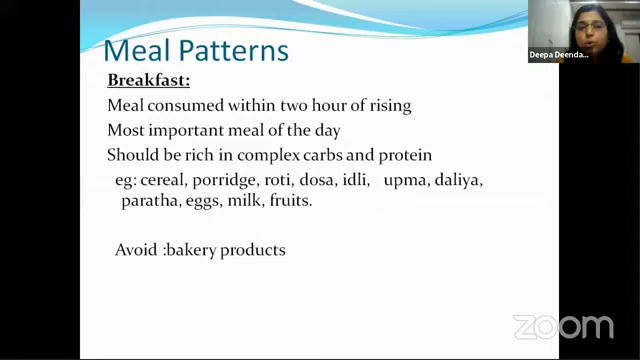 Meal Patterns
Deepa Deenda...
Breakfast:
Meal consumed within two hour of rising
Most important meal of the day
Should be rich in complex carbs and protein
eg: cereal, porridge, roti, dosa, idli, upma, daliya,
paratha, eggs, milk, fruits.
Avoid :bakery products
zoom